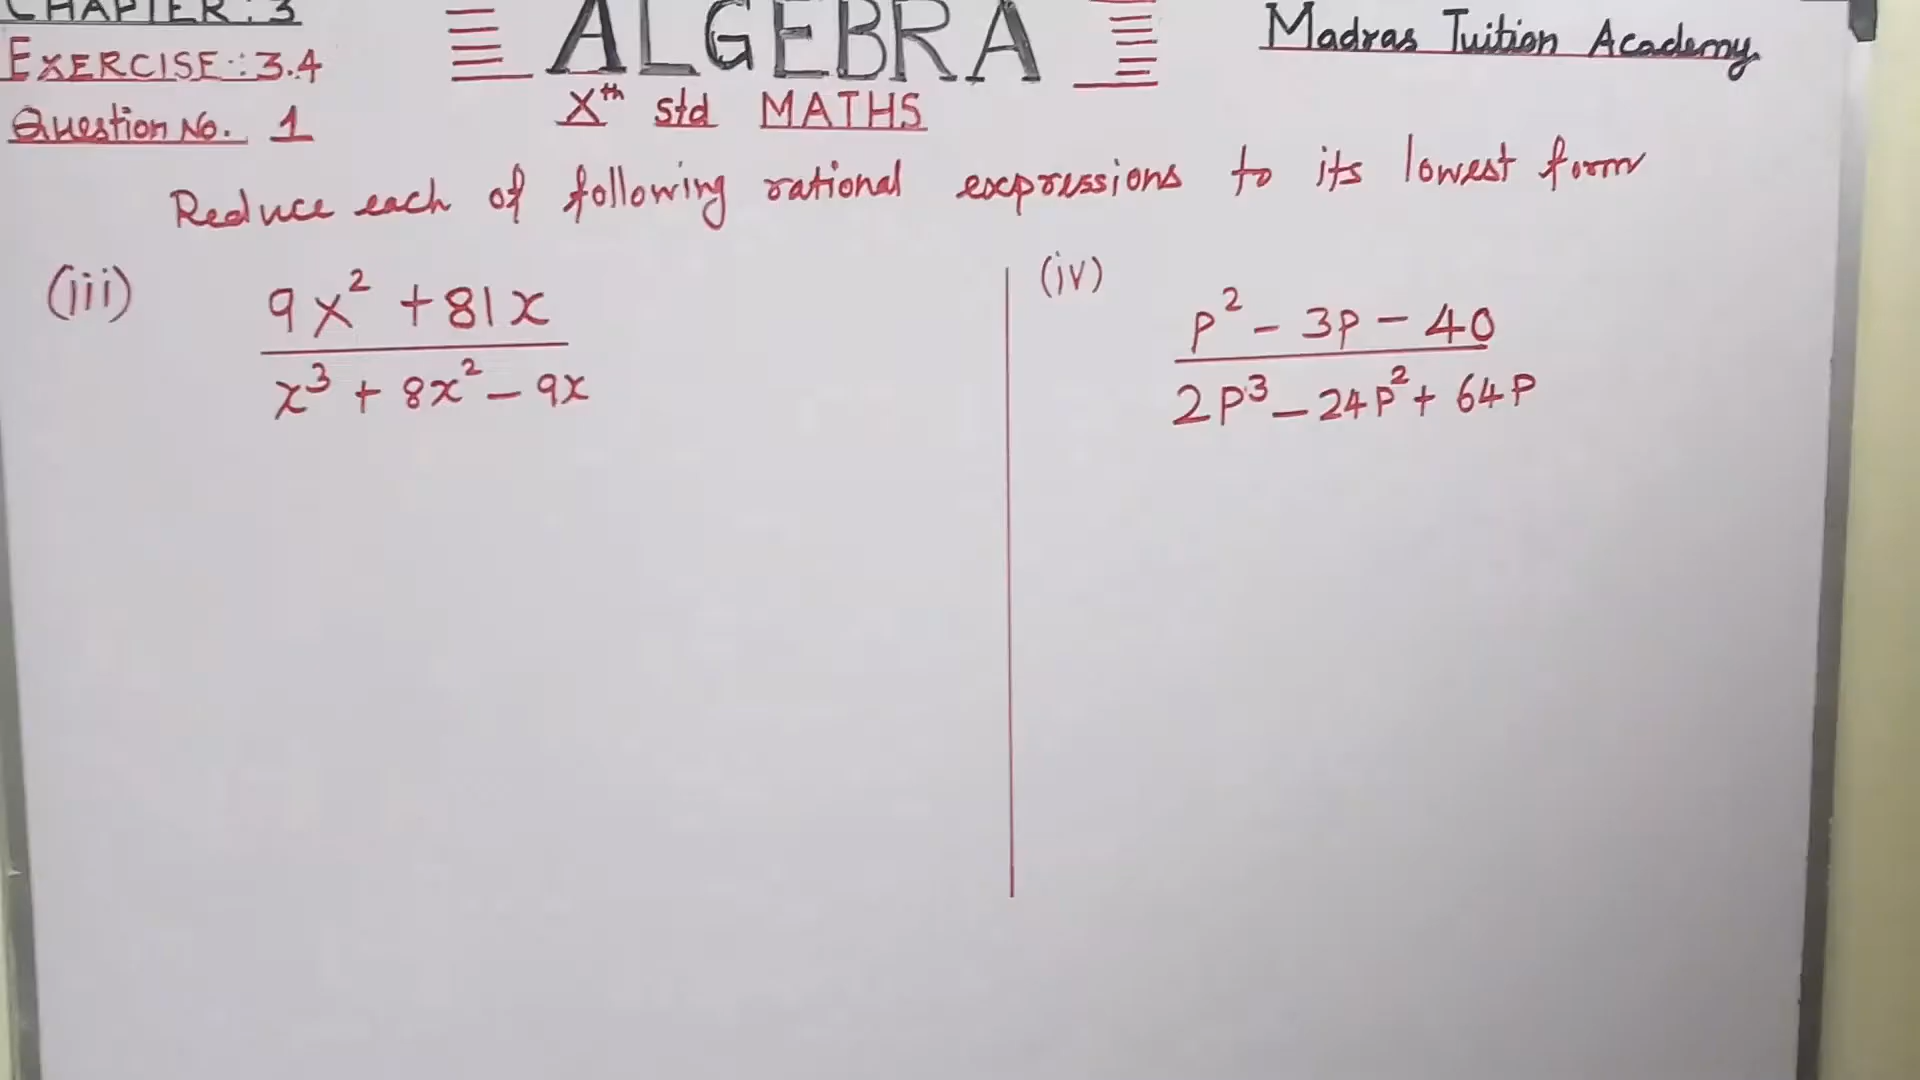 CHAPTER: 3
EXERCISE: 3.4
Question No. 1
ALGEBRA
Xth std MATHS
Madras Tuition Academy
Reduce each of following rational expressions to its lowest form
(iii)
9x² + 81x
x³ + 8x² - 9x
(iv)
p² - 3p - 40
2p³ - 24p² + 64p